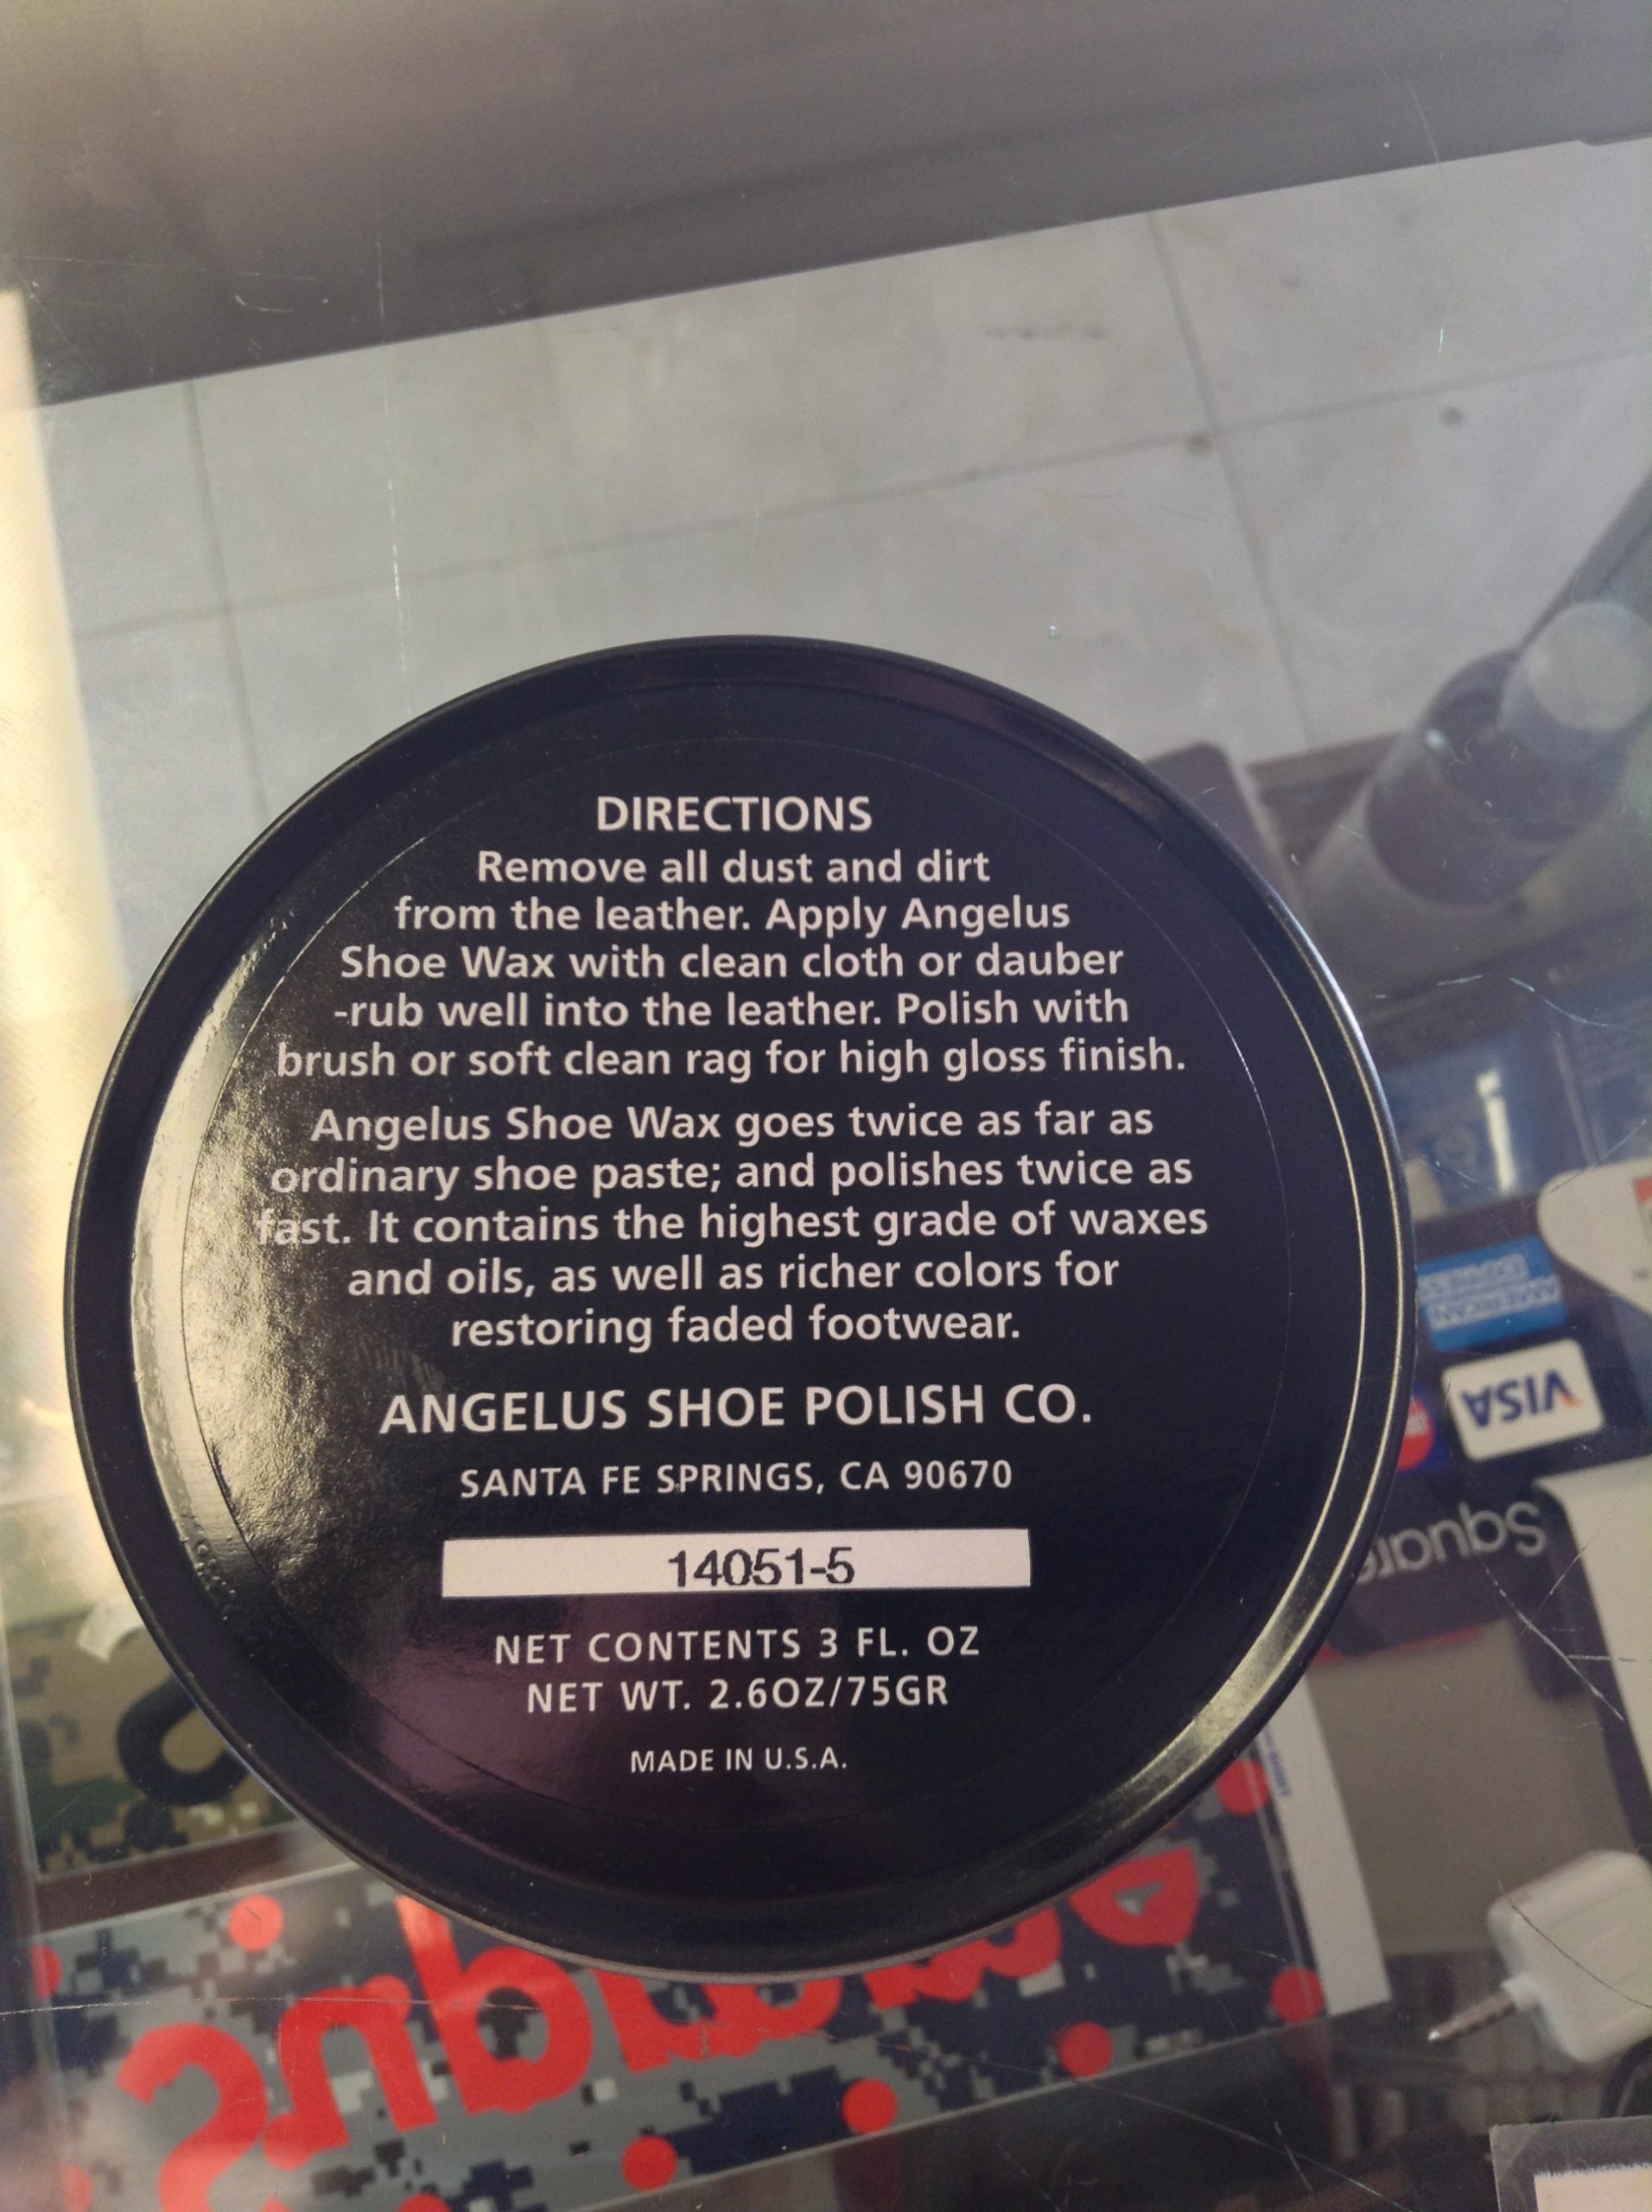 DIRECTIONS
Remove all dust and dirt
from the leather. Apply Angelus
Shoe Wax with clean cloth or dauber
-rub well into the leather. Polish with
brush or soft clean rag for high gloss finish.
Angelus Shoe Wax goes twice as far as
ordinary shoe paste; and polishes twice as
fast. It contains the highest grade of waxes
and oils, as well as richer colors for
restoring faded footwear.
ANGELUS SHOE POLISH CO.
SANTA FE SPRINGS, CA 90670
14051-5
NET CONTENTS 3 FL. OZ
NET WT. 2.6OZ/75GR
MADE IN U.S.A.
AMERICAN
EXPRESS
VISA
Square